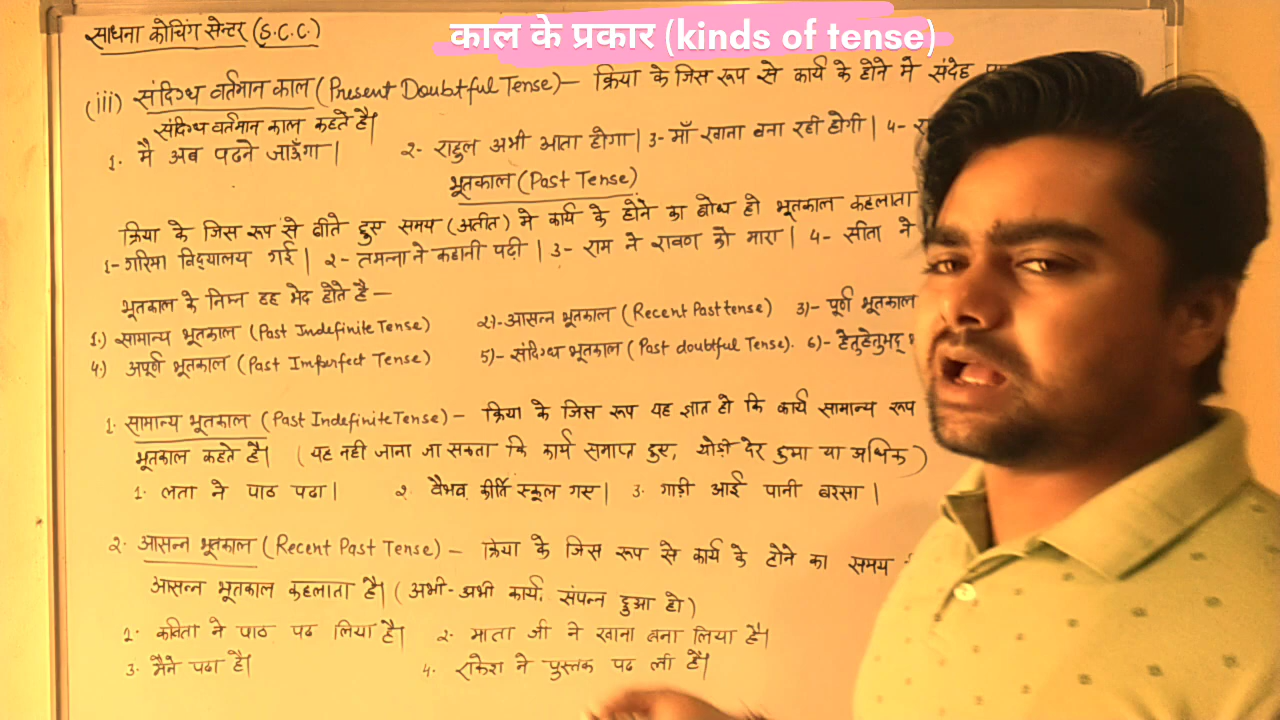 काल के प्रकार (kinds of tense)
साधना कोचिंग सेन्टर (S.C.C.)
(iii) संदिग्ध वर्तमान काल (Present Doubtful Tense) – क्रिया के जिस रूप से कार्य के होने मे संदेह
संदिग्ध वर्तमान काल कहते है|
1. मै अब पढने जाऊँगा | 2- राहुल अभी आता होगा | 3- माँ खाना बना रही होगी | 4-
भूतकाल (Past Tense)
क्रिया के जिस रूप से बीते हुए समय (अतीत) मे कार्य के होने का बोध हो भूतकाल कहलाता
1- गरिमा विद्यालय गई | 2- तमन्ना ने कहानी पढ़ी | 3- राम ने रावण को मारा | 4- सीता ने
भूतकाल के निम्न छह भेद होते है –
1.) सामान्य भूतकाल (Past Indefinite Tense) 2)- आसन्न भूतकाल (Recent Past tense) 3)- पूर्ण भूतकाल
4.) अपूर्ण भूतकाल (Past Imperfect Tense) 5)- संदिग्ध भूतकाल (Past doubtful Tense). 6)- हेतुहेतुमद्
1. सामान्य भूतकाल (Past Indefinite Tense) – क्रिया के जिस रूप यह ज्ञात हो कि कार्य सामान्य रूप
भूतकाल कहते है| (यह नही जाना जा सकता कि कार्य समाप्त हुए, थोडी देर हुआ या अधिक)
1. लता ने पाठ पढा | 2. वैभव, कीर्ति स्कूल गए | 3. गाड़ी आई पानी बरसा |
2. आसन्न भूतकाल (Recent Past Tense) – क्रिया के जिस रूप से कार्य के होने का समय
आसन्न भूतकाल कहलाता है| (अभी-अभी कार्य संपन्न हुआ हो)
1. कविता ने पाठ पढ लिया है| 2. माता जी ने खाना बना लिया है|
3. मैने पढा है| 4. राकेश ने पुस्तक पढ ली है|